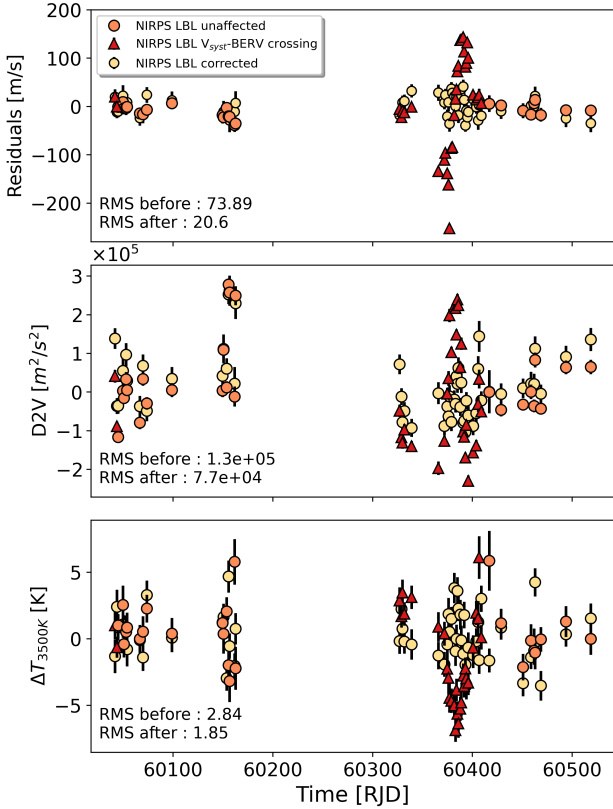 200
100
0
−100
−200
Residuals [m/s]
NIRPS LBL unaffected
NIRPS LBL V_syst-BERV crossing
NIRPS LBL corrected
RMS before : 73.89
RMS after : 20.6
×10^5
3
2
1
0
−1
−2
D2V [m²/s²]
RMS before : 1.3e+05
RMS after : 7.7e+04
5
0
−5
ΔT_3500K [K]
RMS before : 2.84
RMS after : 1.85
60100 60200 60300 60400 60500
Time [RJD]